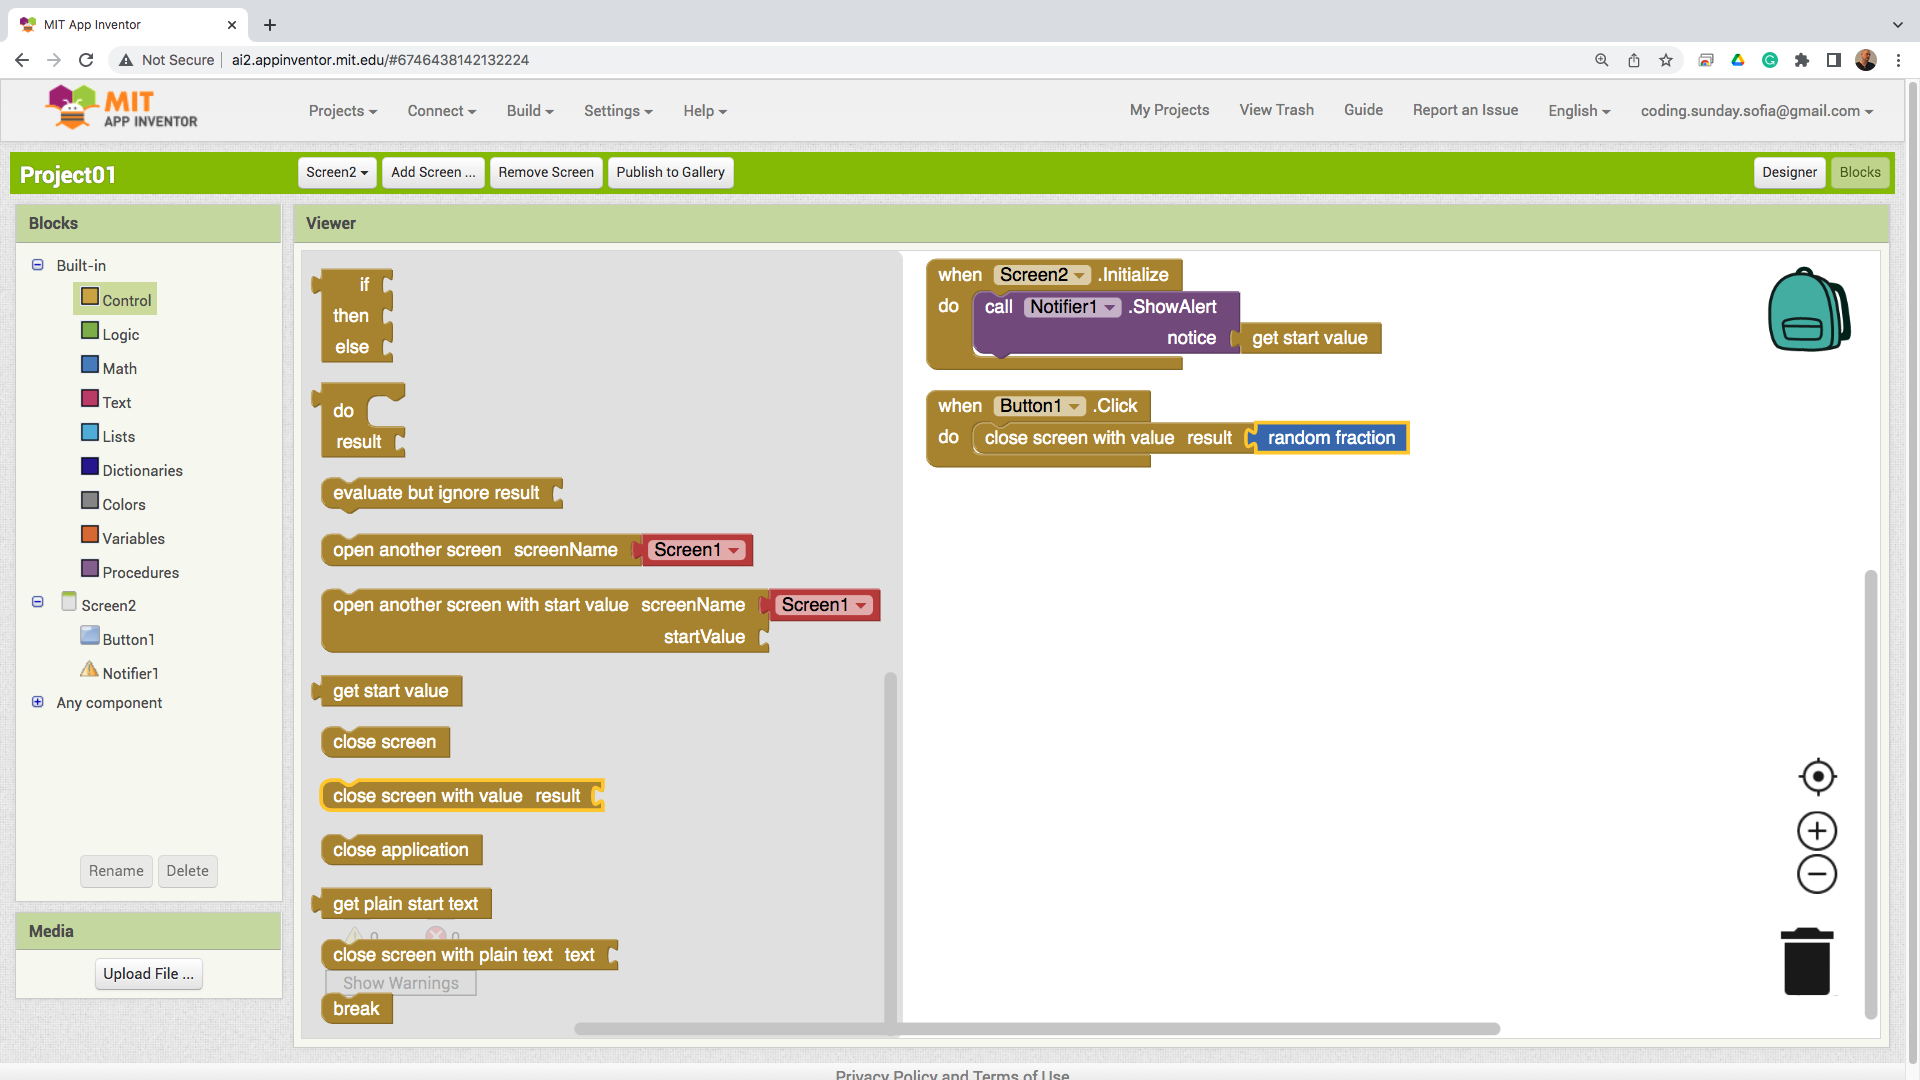 MIT App Inventor
Not Secure
ai2.appinventor.mit.edu/#6746438142132224
MIT
APP INVENTOR
Projects
Connect
Build
Settings
Help
My Projects
View Trash
Guide
Report an Issue
English
coding.sunday.sofia@gmail.com
Project01
Screen2
Add Screen ...
Remove Screen
Publish to Gallery
Designer
Blocks
Blocks
Built-in
Control
Logic
Math
Text
Lists
Dictionaries
Colors
Variables
Procedures
Screen2
Button1
Notifier1
Any component
Rename
Delete
Media
Upload File ...
Viewer
if
then
else
do
result
evaluate but ignore result
open another screen screenName Screen1
open another screen with start value screenName Screen1
startValue
get start value
close screen
close screen with value result
close application
get plain start text
0 0
close screen with plain text text
Show Warnings
break
when Screen2 .Initialize
do call Notifier1 .ShowAlert
notice get start value
when Button1 .Click
do close screen with value result random fraction
Privacy Policy and Terms of Use